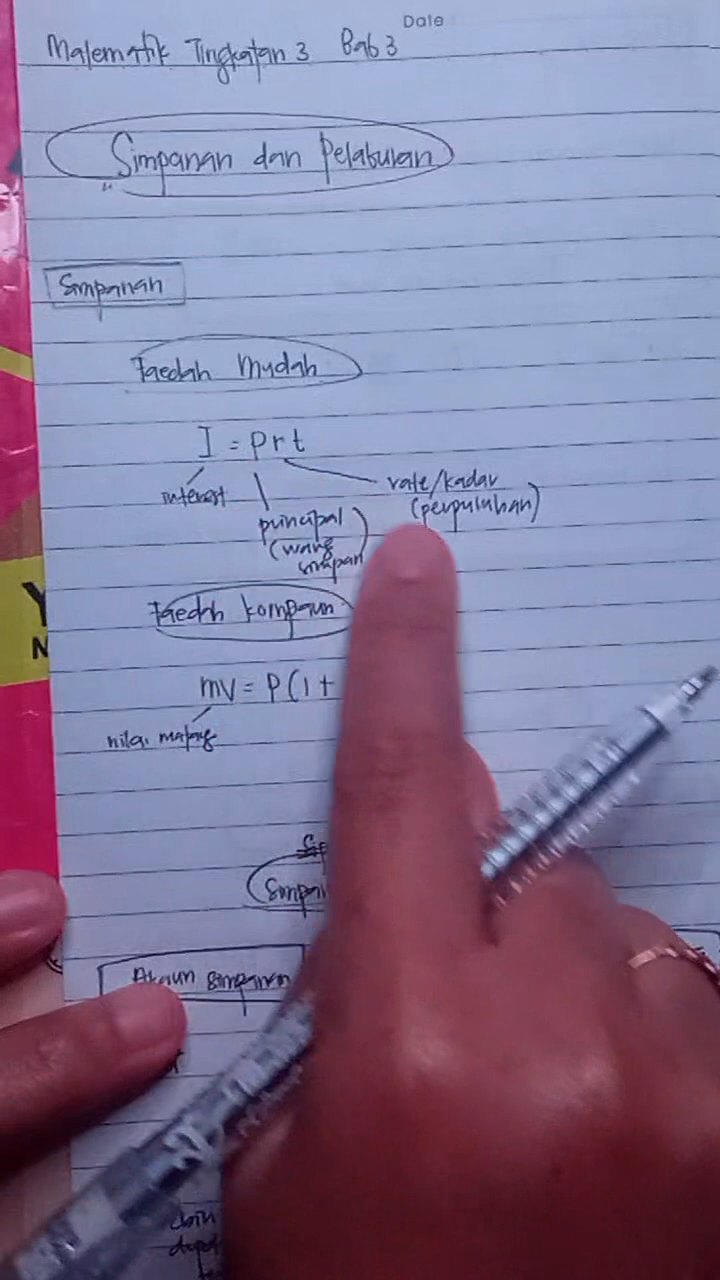 Date
Matematik Tingkatan 3 Bab 3
Simpanan dan Pelaburan
Simpanan
Faedah Mudah
I = prt
interest
rate/kadar
(perpuluhan)
principal
(wang
simpan
Faedah kompaun
mv = P(1+
nilai matang
Akaun simpanan
Y
N